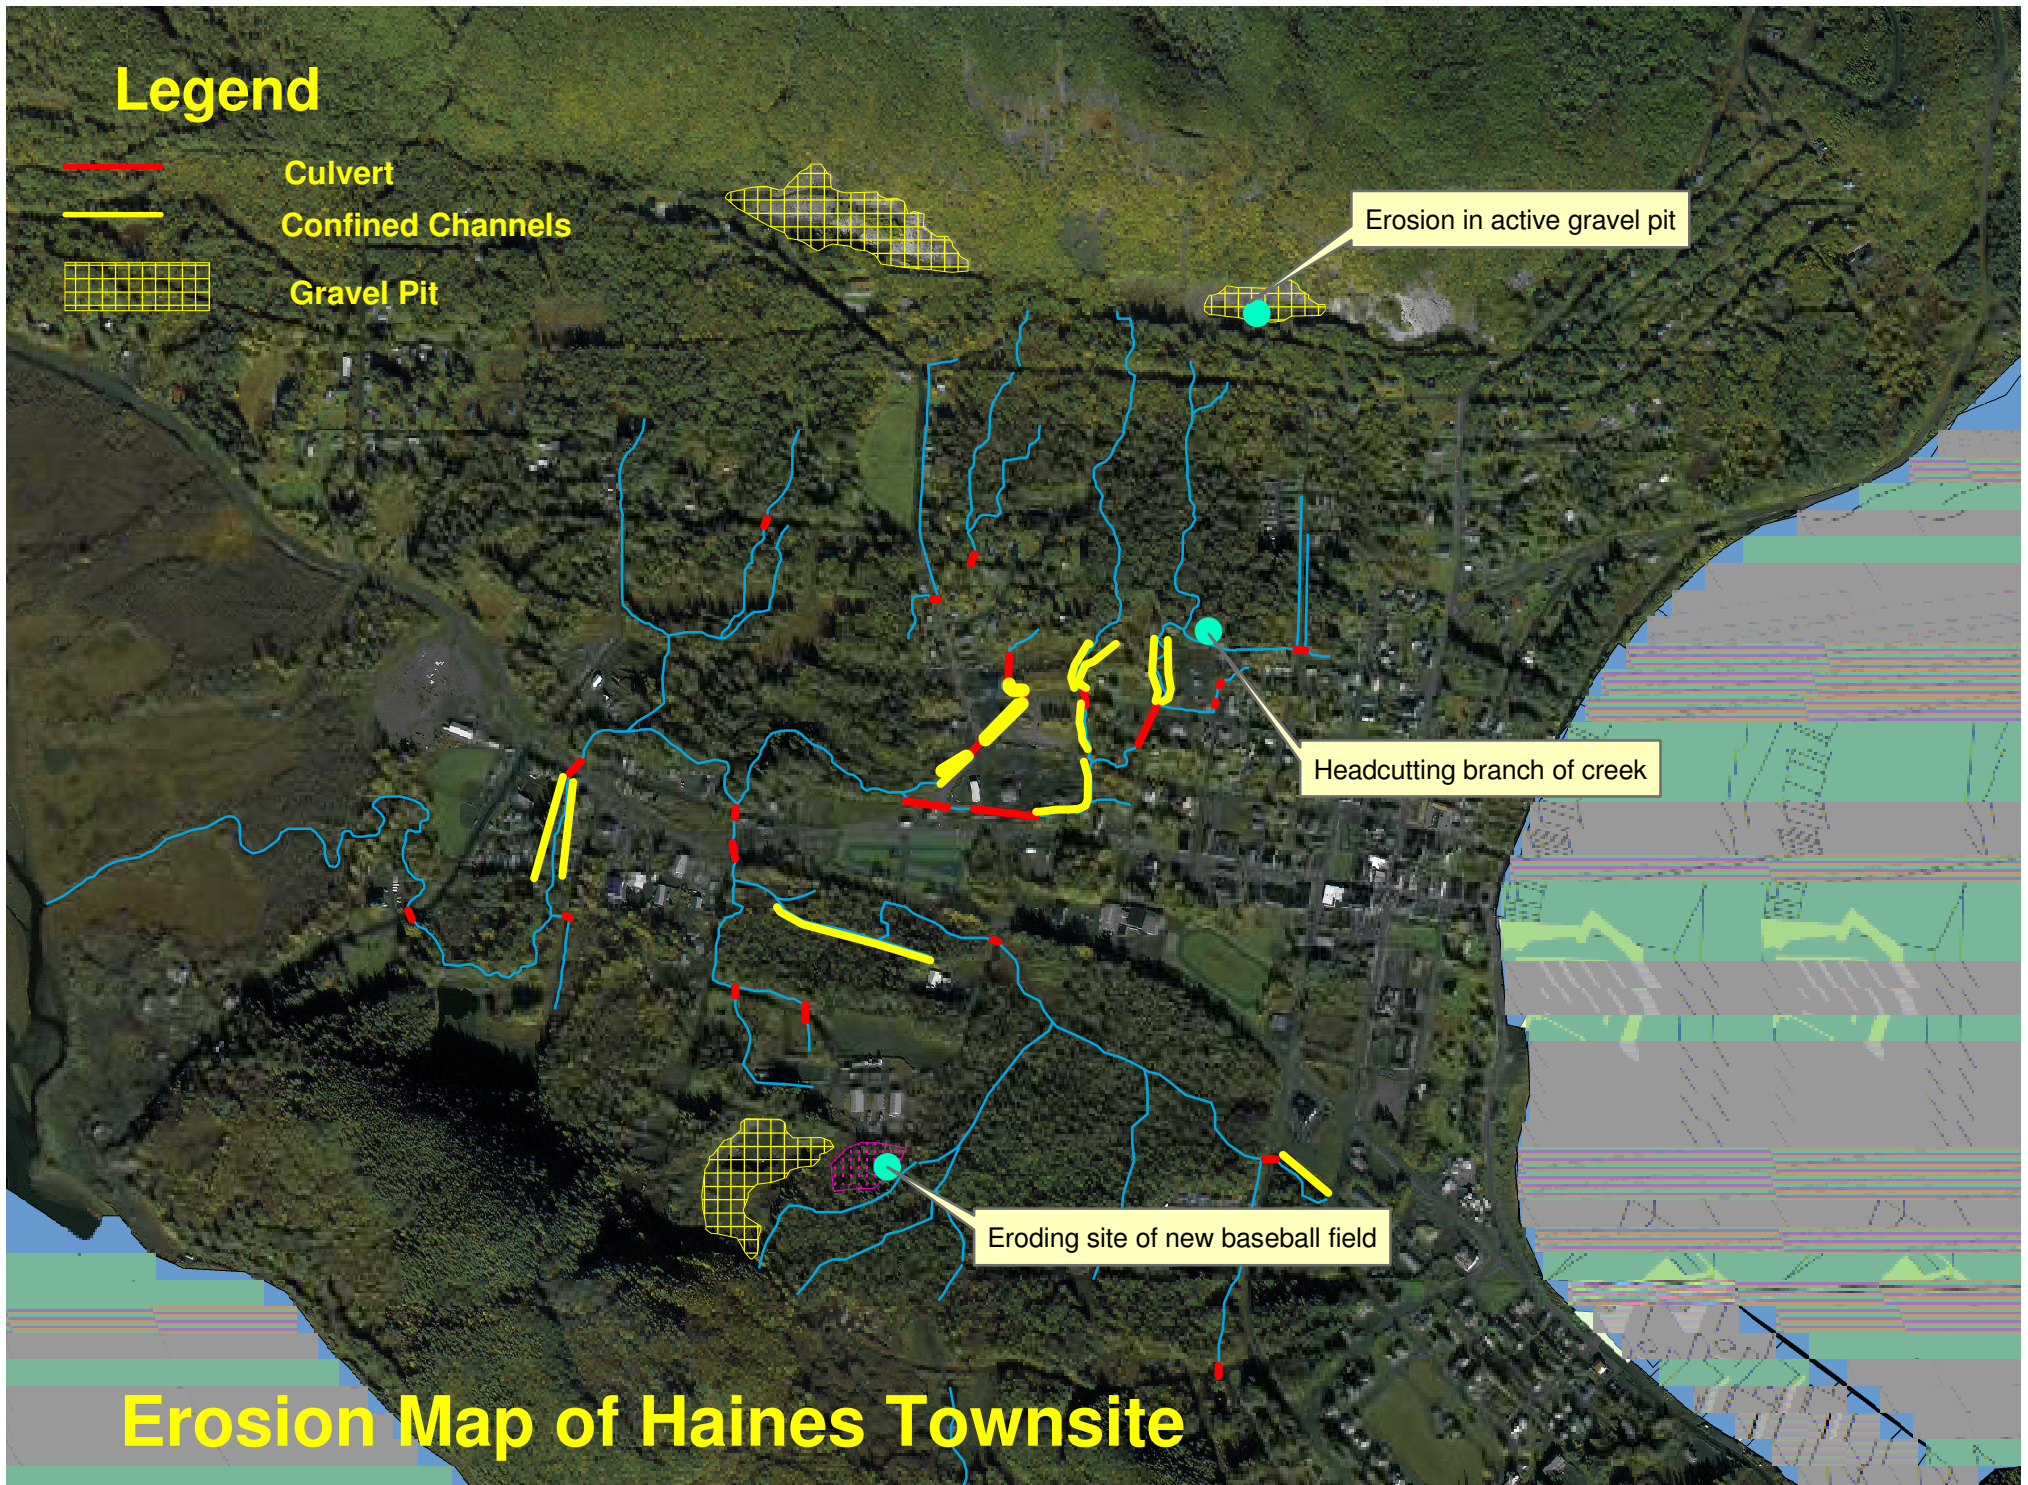 Legend
Culvert
Confined Channels
Gravel Pit
Erosion in active gravel pit
Headcutting branch of creek
Eroding site of new baseball field
Erosion Map of Haines Townsite